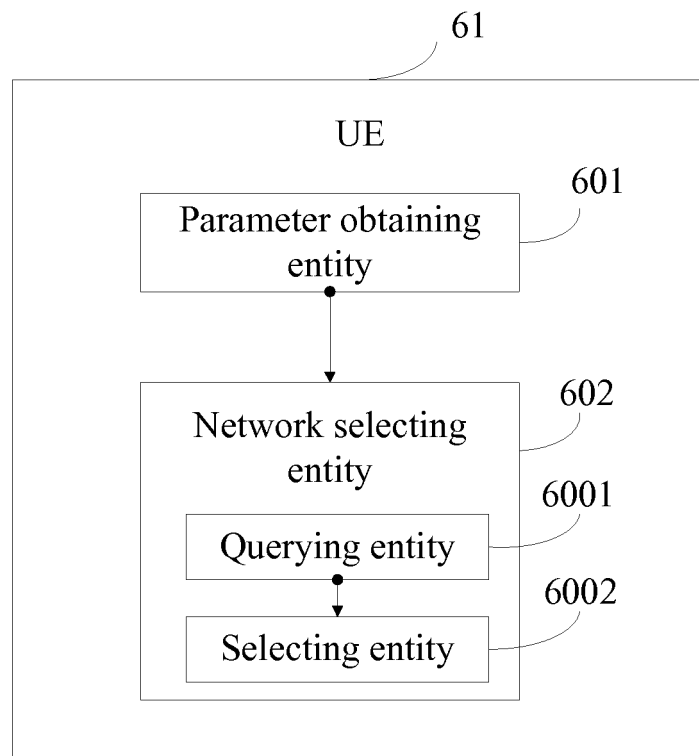 61
UE
601
Parameter obtaining
entity
602
Network selecting
entity
6001
Querying entity
6002
Selecting entity